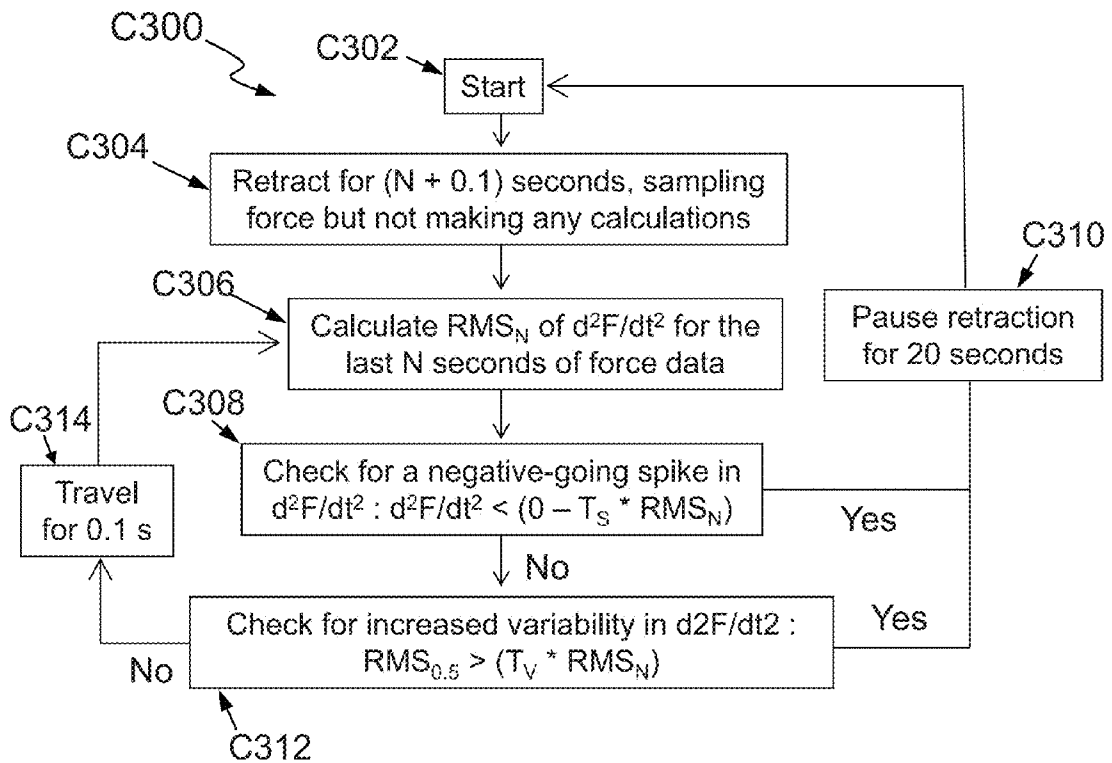 C300
C302
Start
C304
Retract for (N + 0.1) seconds, sampling
force but not making any calculations
C310
C306
Calculate RMS_N of d²F/dt² for the
last N seconds of force data
Pause retraction
for 20 seconds
C314
C308
Travel
for 0.1 s
Check for a negative-going spike in
d²F/dt² : d²F/dt² < (0 – T_S * RMS_N)
Yes
No
Yes
Check for increased variability in d2F/dt2 :
RMS_0.5 > (T_V * RMS_N)
No
C312